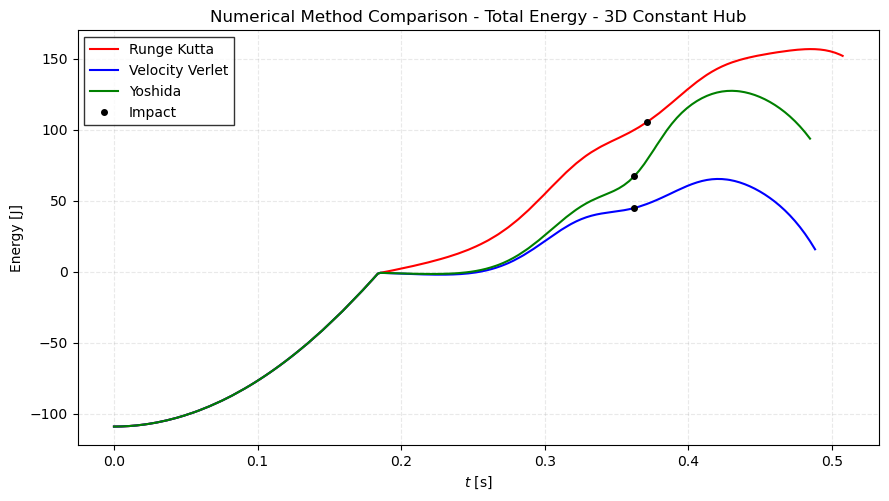 Numerical Method Comparison - Total Energy - 3D Constant Hub
Runge Kutta
Velocity Verlet
Yoshida
Impact
Energy [J]
150
100
50
0
−50
−100
0.0
0.1
0.2
0.3
0.4
0.5
t [s]